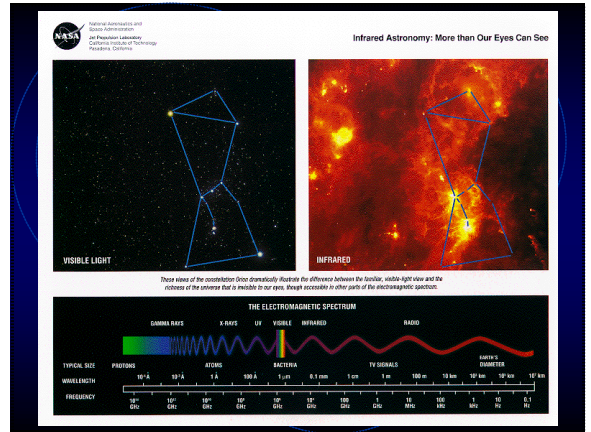 NASA
National Aeronautics and
Space Administration
Jet Propulsion Laboratory
California Institute of Technology
Pasadena, California
Infrared Astronomy: More than Our Eyes Can See
VISIBLE LIGHT
INFRARED
These views of the constellation Orion dramatically illustrate the difference between the familiar, visible-light view and the
richness of the universe that is invisible to our eyes, though accessible in other parts of the electromagnetic spectrum.
THE ELECTROMAGNETIC SPECTRUM
GAMMA RAYS X-RAYS UV VISIBLE INFRARED RADIO
TYPICAL SIZE PROTONS ATOMS BACTERIA TV SIGNALS EARTH'S
DIAMETER
WAVELENGTH 1 Å 100 Å 1 μm 0.1 mm 1 cm 1 m 100 m 10 km
FREQUENCY 100 1 10 100 1 10 0.1
GHz GHz GHz GHz GHz GHz GHz GHz MHz kHz kHz Hz Hz